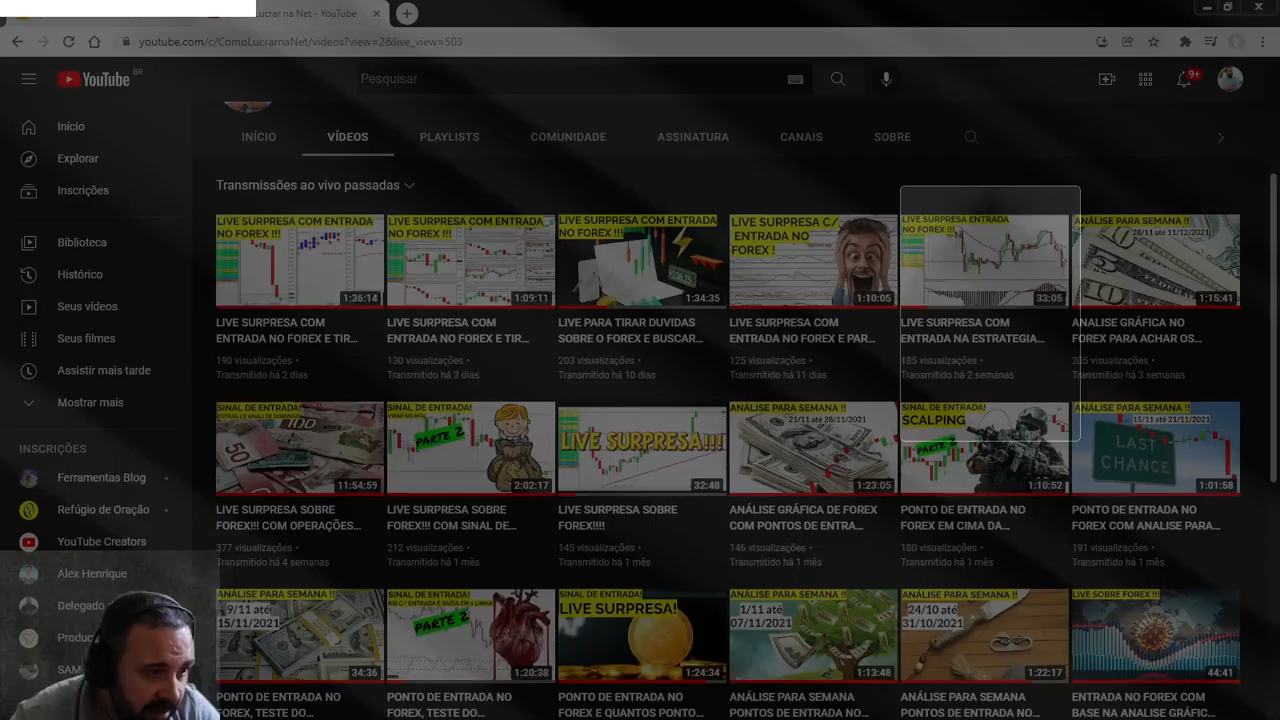 Como Lucrar na Net - YouTube
youtube.com/c/ComoLucrarnaNet/videos?view=2&live_view=503
YouTube BR
Pesquisar
9+
Início
Explorar
Inscrições
Biblioteca
Histórico
Seus vídeos
Seus filmes
Assistir mais tarde
Mostrar mais
INSCRIÇÕES
Ferramentas Blog
Refúgio de Oração
YouTube Creators
Alex Henrique
Delegado
Produc
SAM
INÍCIO VÍDEOS PLAYLISTS COMUNIDADE ASSINATURA CANAIS SOBRE
Transmissões ao vivo passadas
LIVE SURPRESA COM ENTRADA
NO FOREX !!!
1:36:14
LIVE SURPRESA COM
ENTRADA NO FOREX E TIR...
190 visualizações •
Transmitido há 2 dias
LIVE SURPRESA COM ENTRADA
NO FOREX !!!
1:09:11
LIVE SURPRESA COM
ENTRADA NO FOREX E TIR...
130 visualizações •
Transmitido há 3 dias
LIVE SURPRESA COM ENTRADA
NO FOREX !!!
1:34:35
LIVE PARA TIRAR DUVIDAS
SOBRE O FOREX E BUSCAR...
203 visualizações •
Transmitido há 10 dias
LIVE SURPRESA C/
ENTRADA NO
FOREX !
1:10:05
LIVE SURPRESA COM
ENTRADA NO FOREX E PAR...
125 visualizações •
Transmitido há 11 dias
LIVE SURPRESA ENTRADA
NO FOREX !!!
33:05
LIVE SURPRESA COM
ENTRADA NA ESTRATEGIA...
185 visualizações •
Transmitido há 2 semanas
ANÁLISE PARA SEMANA !!
28/11 até 11/12/2021
1:15:41
ANALISE GRÁFICA NO
FOREX PARA ACHAR OS...
205 visualizações •
Transmitido há 3 semanas
SINAL DE ENTRADA!
11:54:59
LIVE SURPRESA SOBRE
FOREX!!! COM OPERAÇÕES...
377 visualizações •
Transmitido há 4 semanas
SINAL DE ENTRADA!
PARTE 2
2:02:17
LIVE SURPRESA SOBRE
FOREX!!! COM SINAL DE...
212 visualizações •
Transmitido há 1 mês
LIVE SURPRESA!!!
32:48
LIVE SURPRESA SOBRE
FOREX!!!!
145 visualizações •
Transmitido há 1 mês
ANÁLISE PARA SEMANA !!
21/11 até 28/11/2021
1:23:05
ANÁLISE GRÁFICA DE FOREX
COM PONTOS DE ENTRA...
146 visualizações •
Transmitido há 1 mês
SINAL DE ENTRADA!
SCALPING
PARTE 2
1:10:52
PONTO DE ENTRADA NO
FOREX EM CIMA DA...
180 visualizações •
Transmitido há 1 mês
ANÁLISE PARA SEMANA !!
15/11 até 21/11/2021
LAST
CHANCE
1:01:58
PONTO DE ENTRADA NO
FOREX COM ANALISE PARA...
191 visualizações •
Transmitido há 1 mês
ANÁLISE PARA SEMANA !!
9/11 até
15/11/2021
34:36
PONTO DE ENTRADA NO
FOREX, TESTE DO...
SINAL DE ENTRADA!
PARTE 2
1:20:38
PONTO DE ENTRADA NO
FOREX, TESTE DO...
SINAL DE ENTRADA!
LIVE SURPRESA!
1:24:34
PONTO DE ENTRADA NO
FOREX E QUANTOS PONTO...
ANÁLISE PARA SEMANA !!
1/11 até
07/11/2021
1:13:48
ANÁLISE PARA SEMANA
PONTOS DE ENTRADA NO...
ANÁLISE PARA SEMANA !!
24/10 até
31/10/2021
1:22:17
ANÁLISE PARA SEMANA
PONTOS DE ENTRADA NO...
LIVE SOBRE FOREX !!!
44:41
ENTRADA NO FOREX COM
BASE NA ANALISE GRÁFIC...